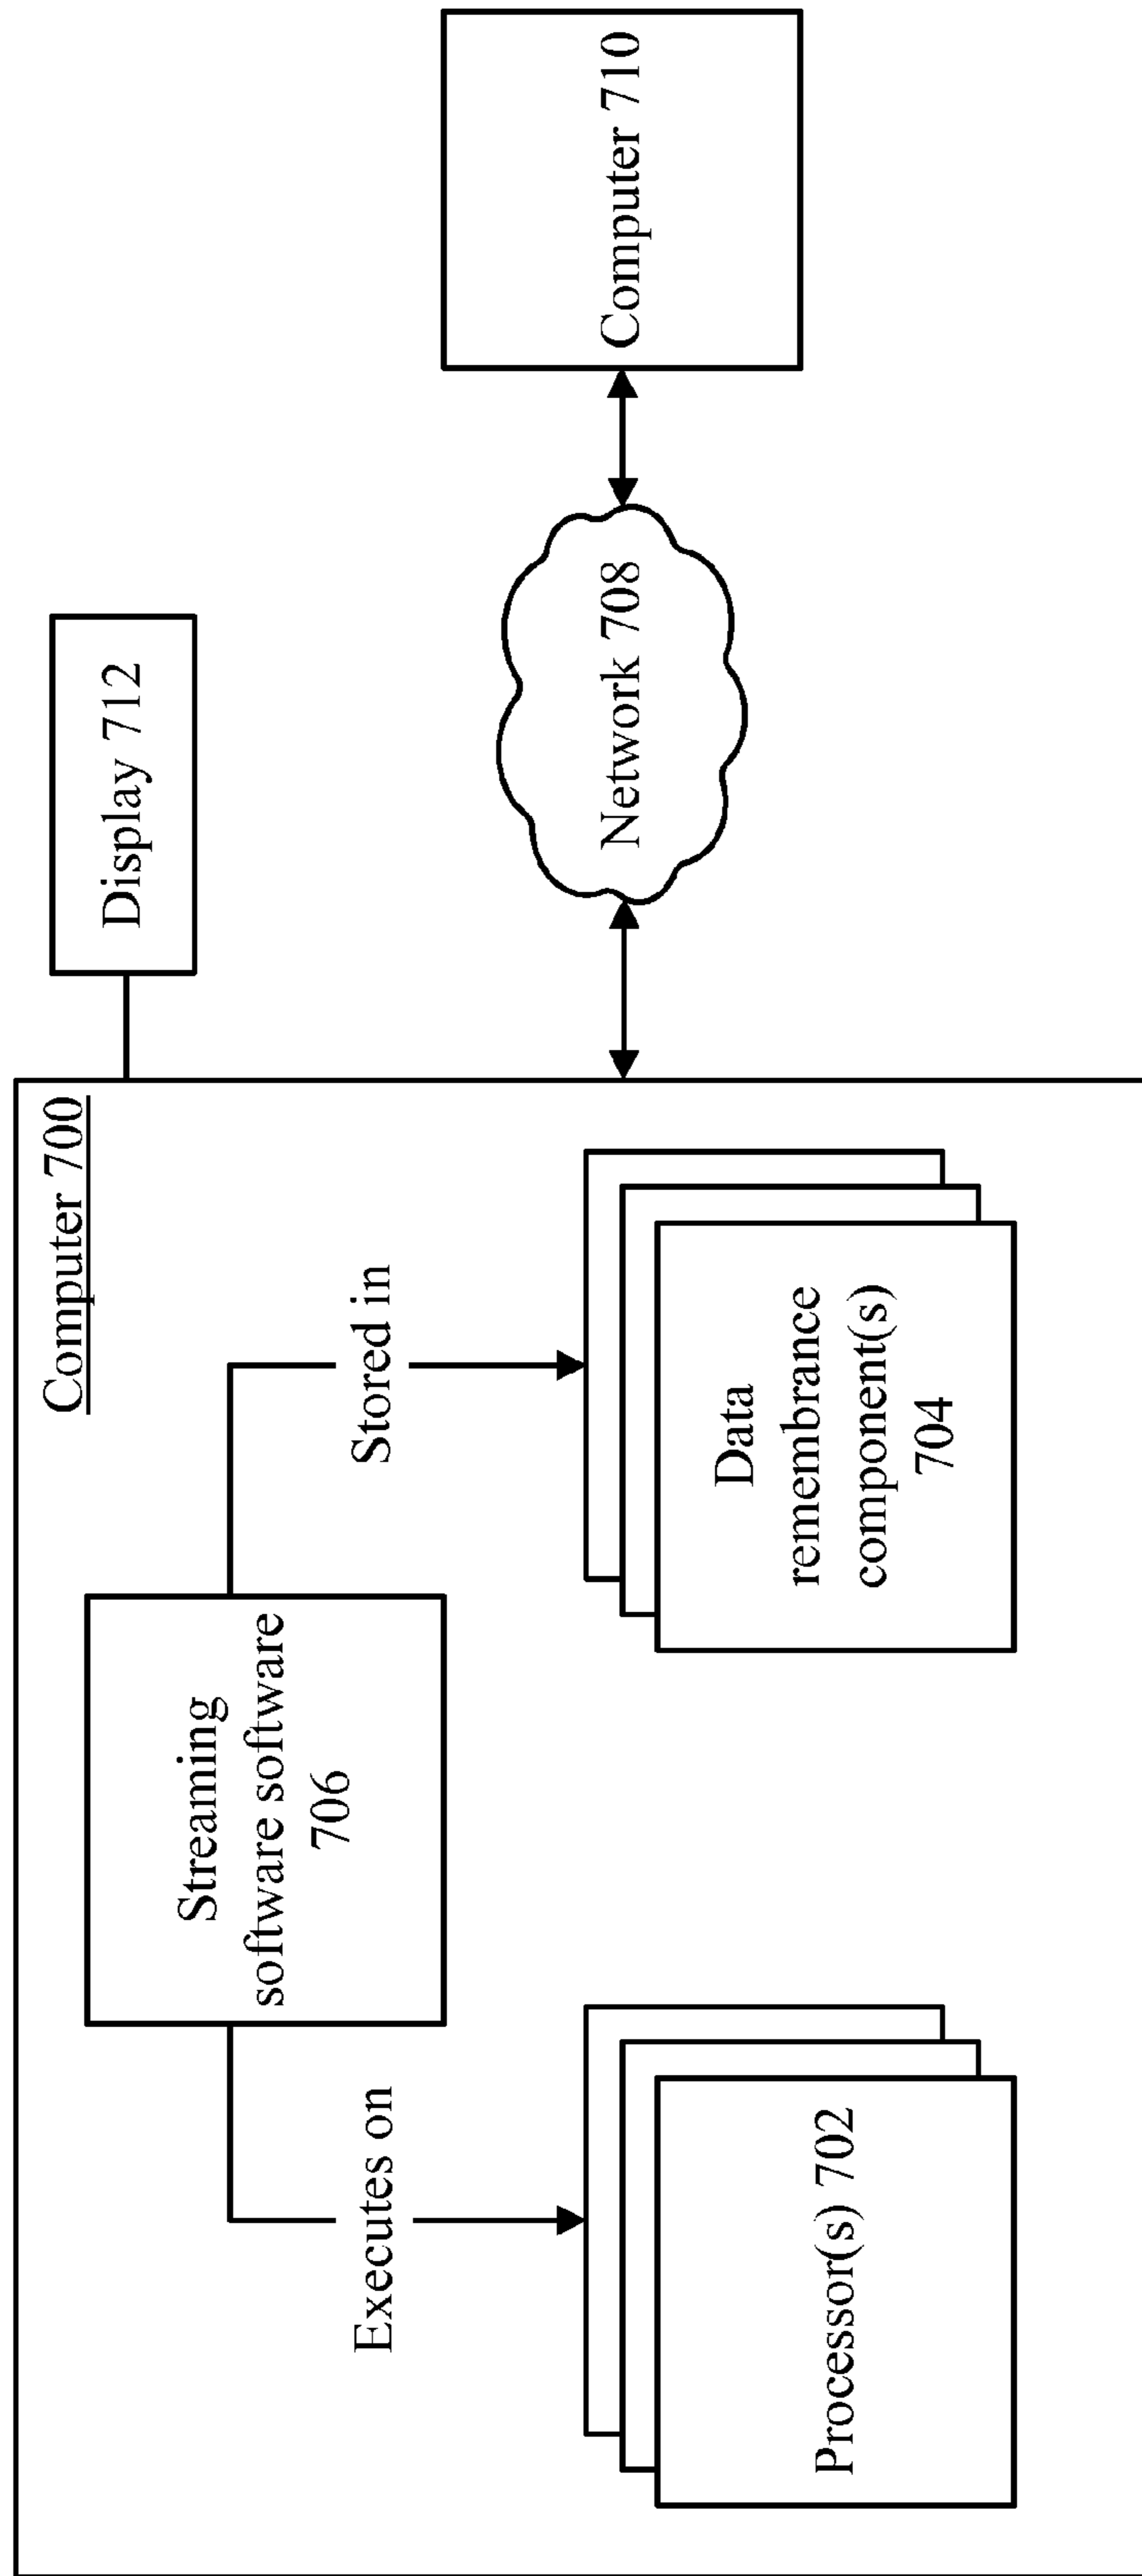 Computer 700
Streaming
software software
706
Executes on
Stored in
Processor(s) 702
Data
remembrance
component(s)
704
Display 712
Network 708
Computer 710